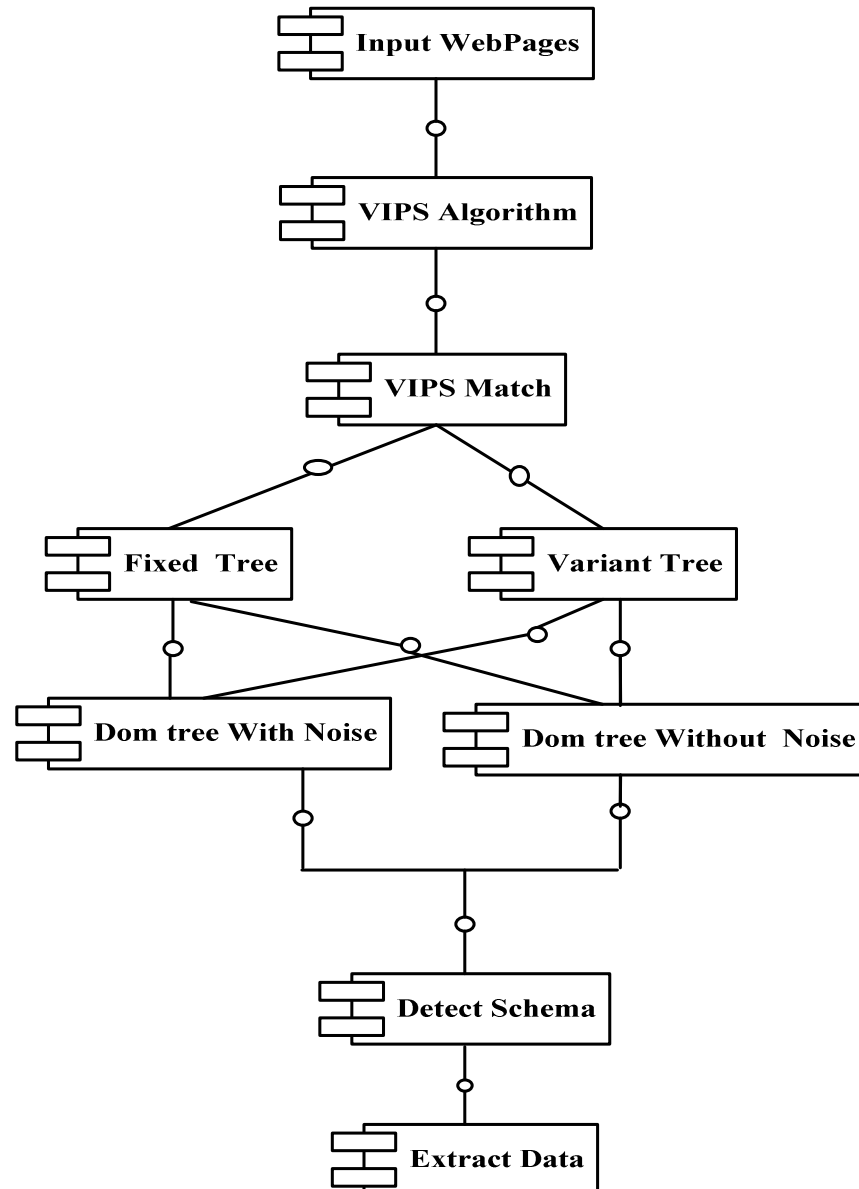 Input WebPages
VIPS Algorithm
VIPS Match
Fixed Tree
Variant Tree
Dom tree With Noise
Dom tree Without Noise
Detect Schema
Extract Data